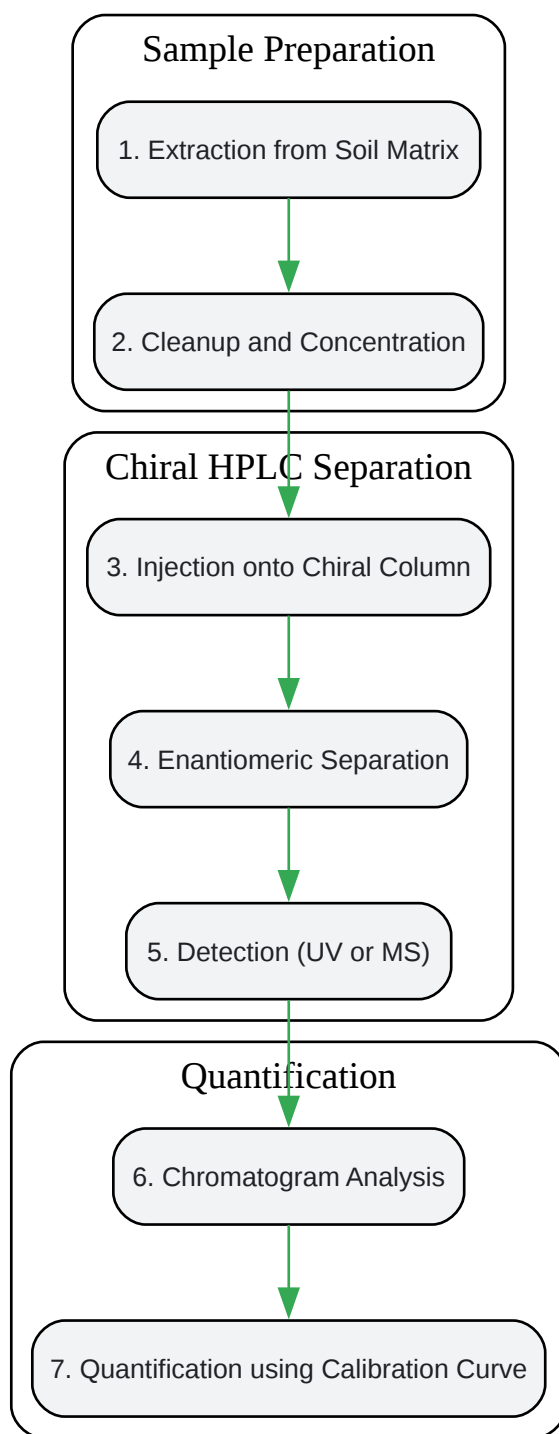 Sample Preparation
1. Extraction from Soil Matrix
2. Cleanup and Concentration
Chiral HPLC Separation
3. Injection onto Chiral Column
4. Enantiomeric Separation
5. Detection (UV or MS)
Quantification
6. Chromatogram Analysis
7. Quantification using Calibration Curve